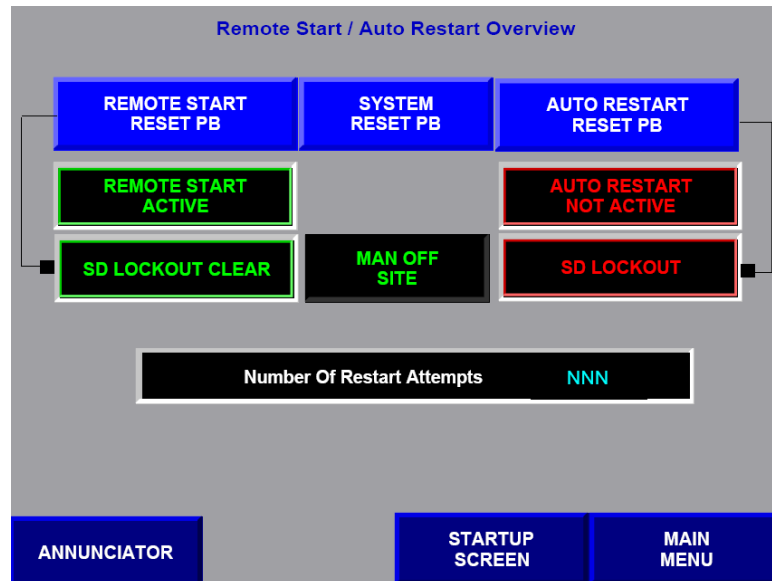 Remote Start / Auto Restart Overview
REMOTE START
RESET PB
SYSTEM
RESET PB
AUTO RESTART
RESET PB
REMOTE START
ACTIVE
AUTO RESTART
NOT ACTIVE
SD LOCKOUT CLEAR
MAN OFF
SITE
SD LOCKOUT
Number Of Restart Attempts NNN
ANNUNCIATOR
STARTUP
SCREEN
MAIN
MENU